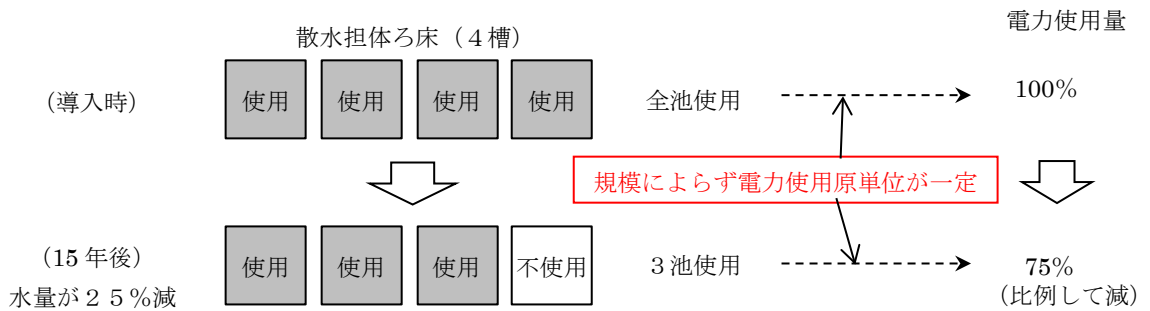 電力使用量
散水担体ろ床（４槽）
（導入時）
使用
使用
使用
使用
全池使用
100%
規模によらず電力使用原単位が一定
（15 年後）
水量が２５％減
使用
使用
使用
不使用
３池使用
75%
（比例して減）